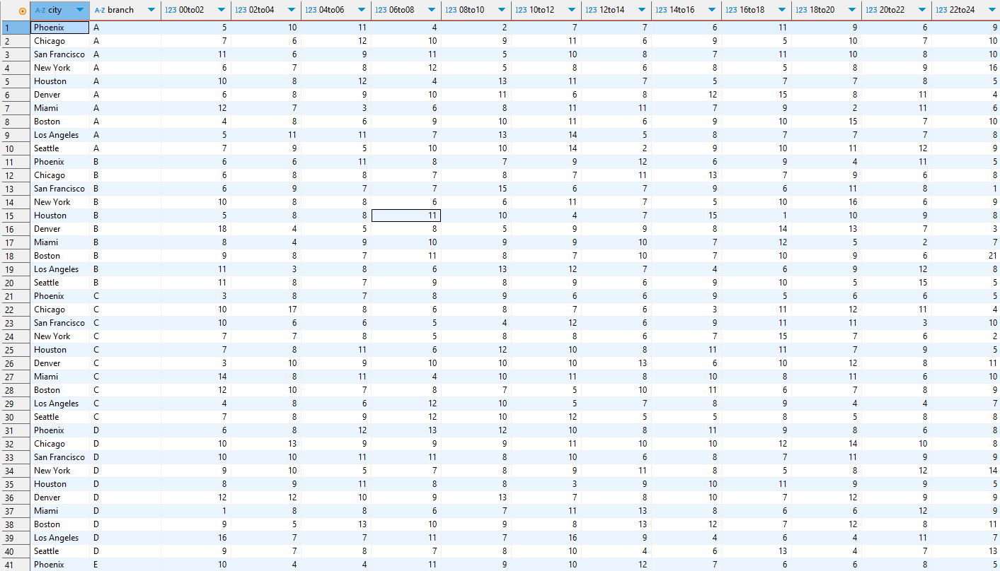 A-Z city A-Z branch 123 00to02 123 02to04 123 04to06 123 06to08 123 08to10 123 10to12 123 12to14 123 14to16 123 16to18 123 18to20 123 20to22 123 22to24
1 Phoenix A 5 10 11 4 2 7 7 6 11 9 6 9
2 Chicago A 7 6 12 10 9 11 6 9 5 10 7 10
3 San Francisco A 11 6 9 11 5 10 8 7 11 10 8 10
4 New York A 6 7 8 12 5 8 6 8 5 8 9 16
5 Houston A 10 8 12 4 13 11 7 5 7 7 8 5
6 Denver A 6 8 9 10 11 6 8 12 15 8 11 4
7 Miami A 12 7 3 6 8 11 11 7 9 2 11 6
8 Boston A 4 8 6 9 10 11 6 9 10 15 7 10
9 Los Angeles A 5 11 11 7 13 14 5 8 7 7 7 8
10 Seattle A 7 9 5 10 10 14 2 9 10 11 12 9
11 Phoenix B 6 6 11 8 7 9 12 6 9 4 11 5
12 Chicago B 6 8 8 7 8 7 11 13 7 9 6 8
13 San Francisco B 6 9 7 7 15 6 7 9 6 11 8 1
14 New York B 10 8 8 6 6 11 7 5 10 16 6 9
15 Houston B 5 8 8 11 10 4 7 15 1 10 9 8
16 Denver B 18 4 5 8 5 9 9 8 14 13 7 3
17 Miami B 8 4 9 10 9 9 10 7 12 5 2 7
18 Boston B 9 8 7 11 8 7 10 7 10 9 6 21
19 Los Angeles B 11 3 8 6 13 12 7 4 6 9 12 8
20 Seattle B 11 8 7 9 8 9 6 9 10 5 15 5
21 Phoenix C 3 8 7 8 9 6 6 9 5 6 6 5
22 Chicago C 10 17 8 6 8 7 6 3 11 12 11 4
23 San Francisco C 10 6 6 5 4 12 6 9 11 11 3 10
24 New York C 7 7 8 5 8 8 6 7 15 7 6 2
25 Houston C 7 8 11 6 12 10 8 11 11 7 9 5
26 Denver C 3 10 9 10 10 10 13 6 10 12 8 11
27 Miami C 14 8 11 4 10 11 8 10 8 11 6 10
28 Boston C 12 10 7 8 7 5 10 11 6 7 8 9
29 Los Angeles C 4 8 6 12 10 5 7 8 9 4 4 7
30 Seattle C 7 8 9 12 10 12 5 5 8 5 8 8
31 Phoenix D 6 8 12 13 12 10 8 11 9 8 6 8
32 Chicago D 10 13 9 9 9 11 10 10 12 14 10 8
33 San Francisco D 10 10 11 11 8 10 6 8 7 11 9 9
34 New York D 9 10 5 7 8 9 11 8 5 8 12 14
35 Houston D 8 9 11 8 8 3 9 10 11 9 9 5
36 Denver D 12 12 10 9 13 7 8 10 7 12 9 9
37 Miami D 1 8 8 6 7 11 13 8 6 6 12 9
38 Boston D 9 5 13 10 9 8 13 12 7 12 8 11
39 Los Angeles D 16 7 7 11 7 16 9 4 6 4 11 7
40 Seattle D 9 7 8 7 8 10 4 6 13 4 7 13
41 Phoenix E 10 4 4 11 9 10 12 7 6 6 8 5